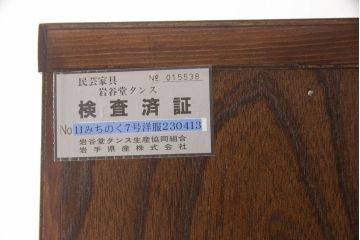 民芸家具 № 015538
岩谷堂タンス
検査済証
No 11みちのく7号洋服230413
岩谷堂タンス生産協同組合
岩手県産株式会社